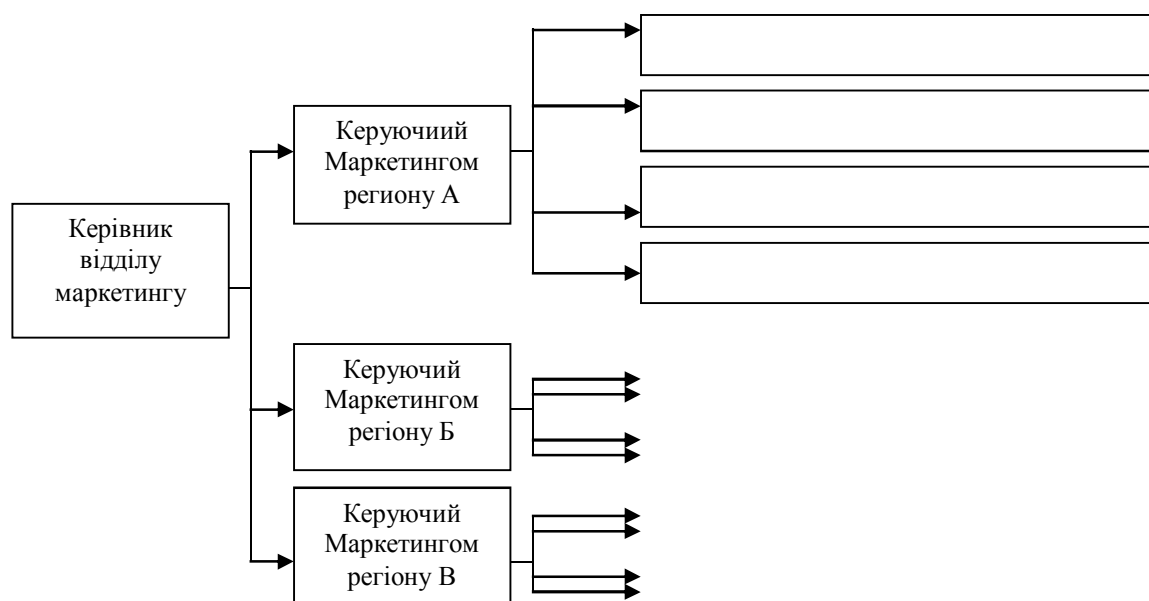 Керуючиий
Маркетингом
региону А
Керівник
відділу
маркетингу
Керуючий
Маркетингом
регіону Б
Керуючий
Маркетингом
регіону В